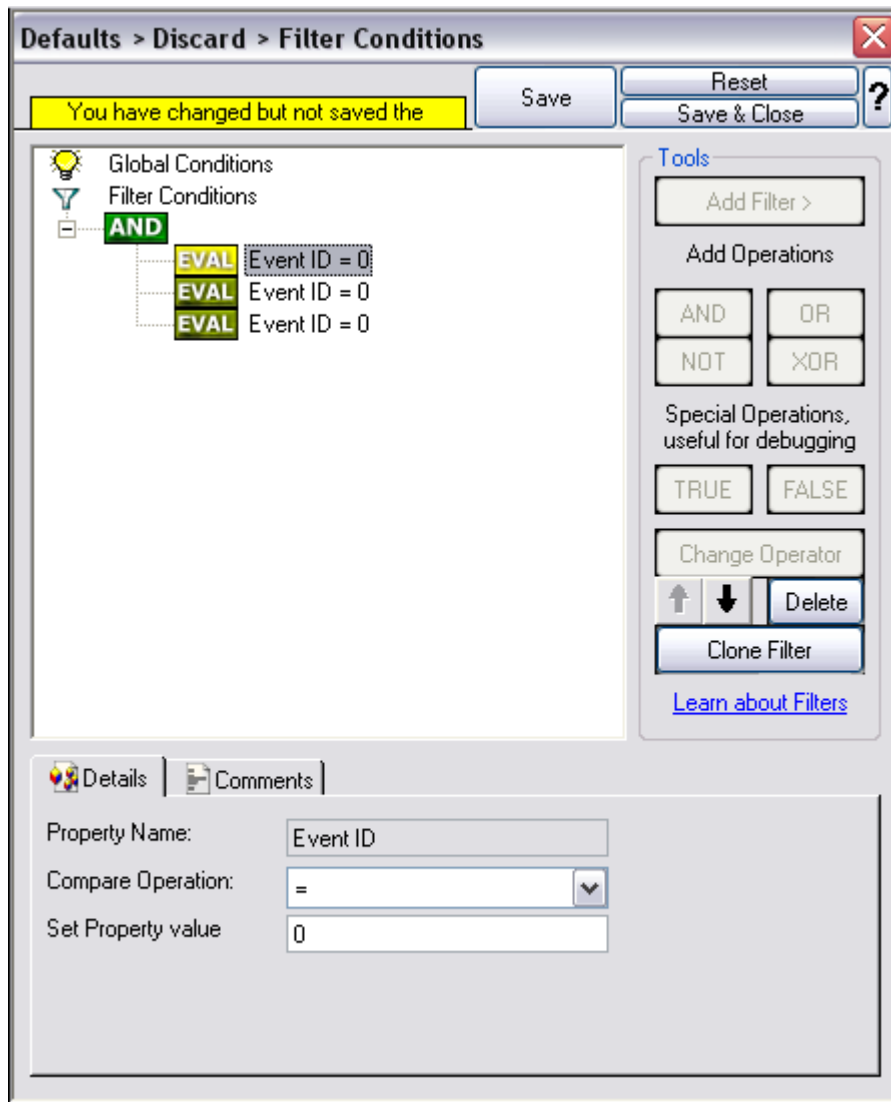 Defaults > Discard > Filter Conditions
You have changed but not saved the
Save
Reset
Save & Close
?
Global Conditions
Filter Conditions
AND
EVAL Event ID = 0
EVAL Event ID = 0
EVAL Event ID = 0
Tools
Add Filter >
Add Operations
AND OR
NOT XOR
Special Operations,
useful for debugging
TRUE FALSE
Change Operator
Delete
Clone Filter
Learn about Filters
Details Comments
Property Name: Event ID
Compare Operation: =
Set Property value 0